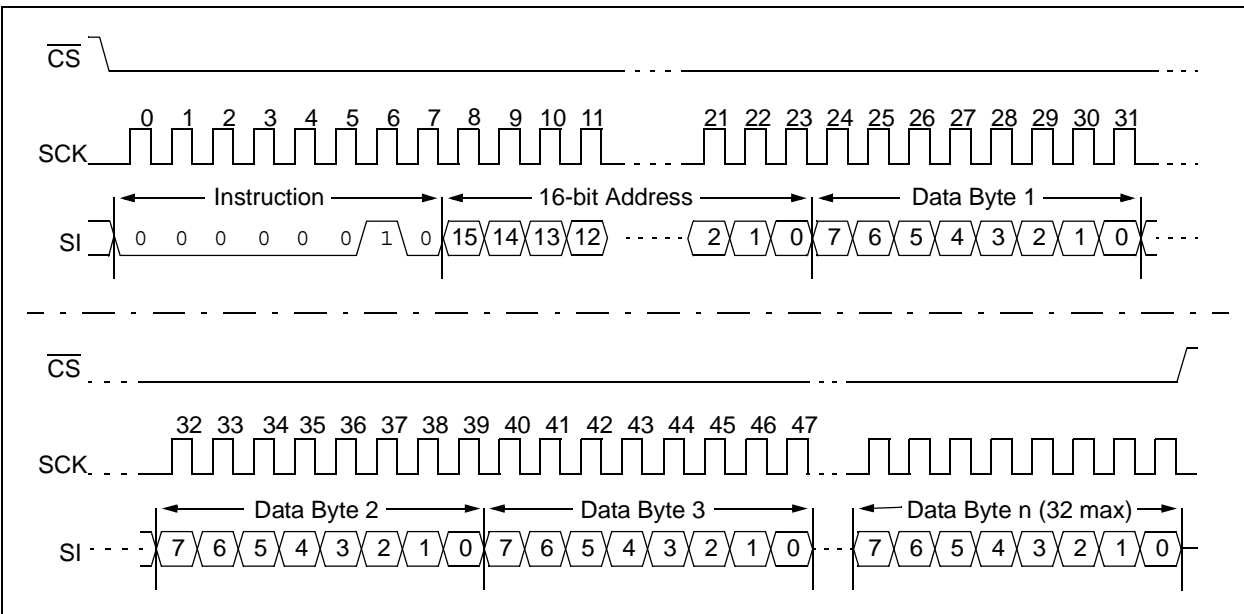 CS
0 1 2 3 4 5 6 7 8 9 10 11 21 22 23 24 25 26 27 28 29 30 31
SCK
Instruction 16-bit Address Data Byte 1
SI 0 0 0 0 0 0 1 0 15 14 13 12 2 1 0 7 6 5 4 3 2 1 0
CS
32 33 34 35 36 37 38 39 40 41 42 43 44 45 46 47
SCK
Data Byte 2 Data Byte 3 Data Byte n (32 max)
SI 7 6 5 4 3 2 1 0 7 6 5 4 3 2 1 0 7 6 5 4 3 2 1 0